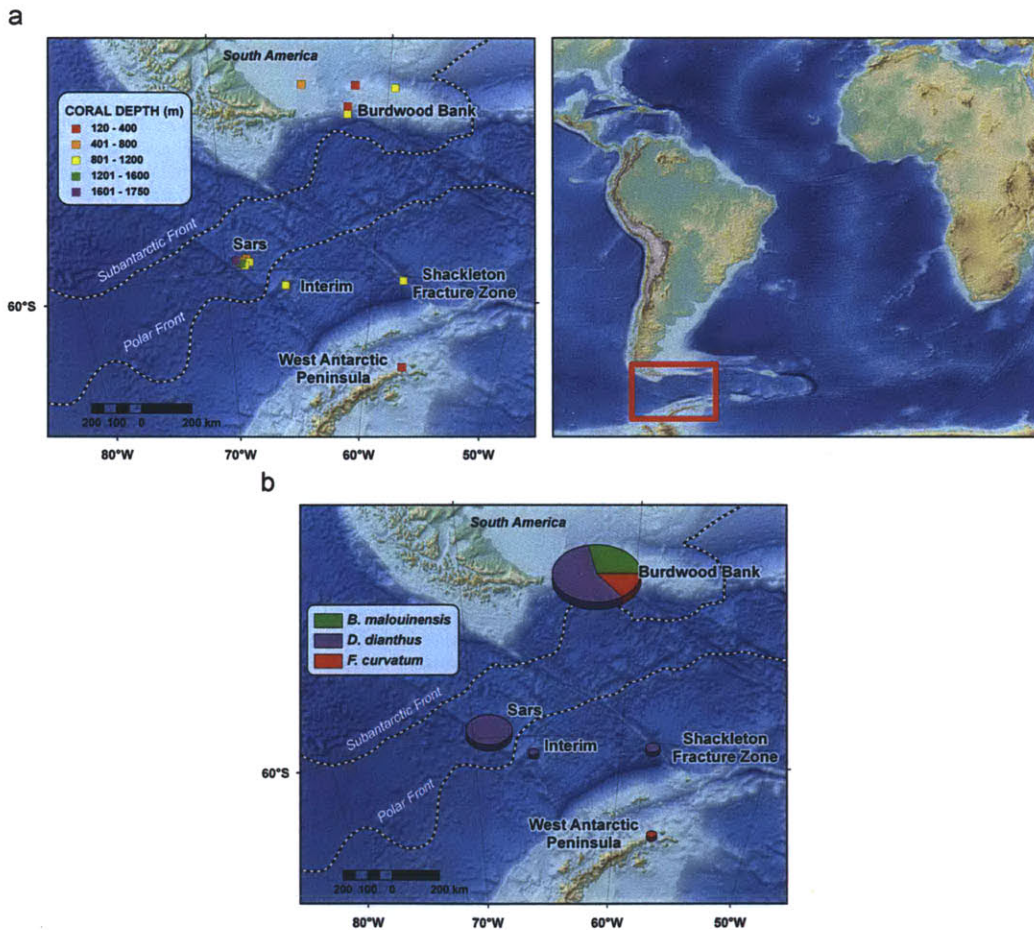 a
South America
CORAL DEPTH (m)
120 - 400
401 - 800
801 - 1200
1201 - 1600
1601 - 1750
Burdwood Bank
Subantarctic Front
Sars
Interim
Shackleton
Fracture Zone
60°S
Polar Front
West Antarctic
Peninsula
200 100 0 200 km
80°W 70°W 60°W 50°W
b
South America
Burdwood Bank
B. malouinensis
D. dianthus
F. curvatum
Subantarctic Front
Sars
Interim
Shackleton
Fracture Zone
60°S
Polar Front
West Antarctic
Peninsula
200 100 0 200 km
80°W 70°W 60°W 50°W